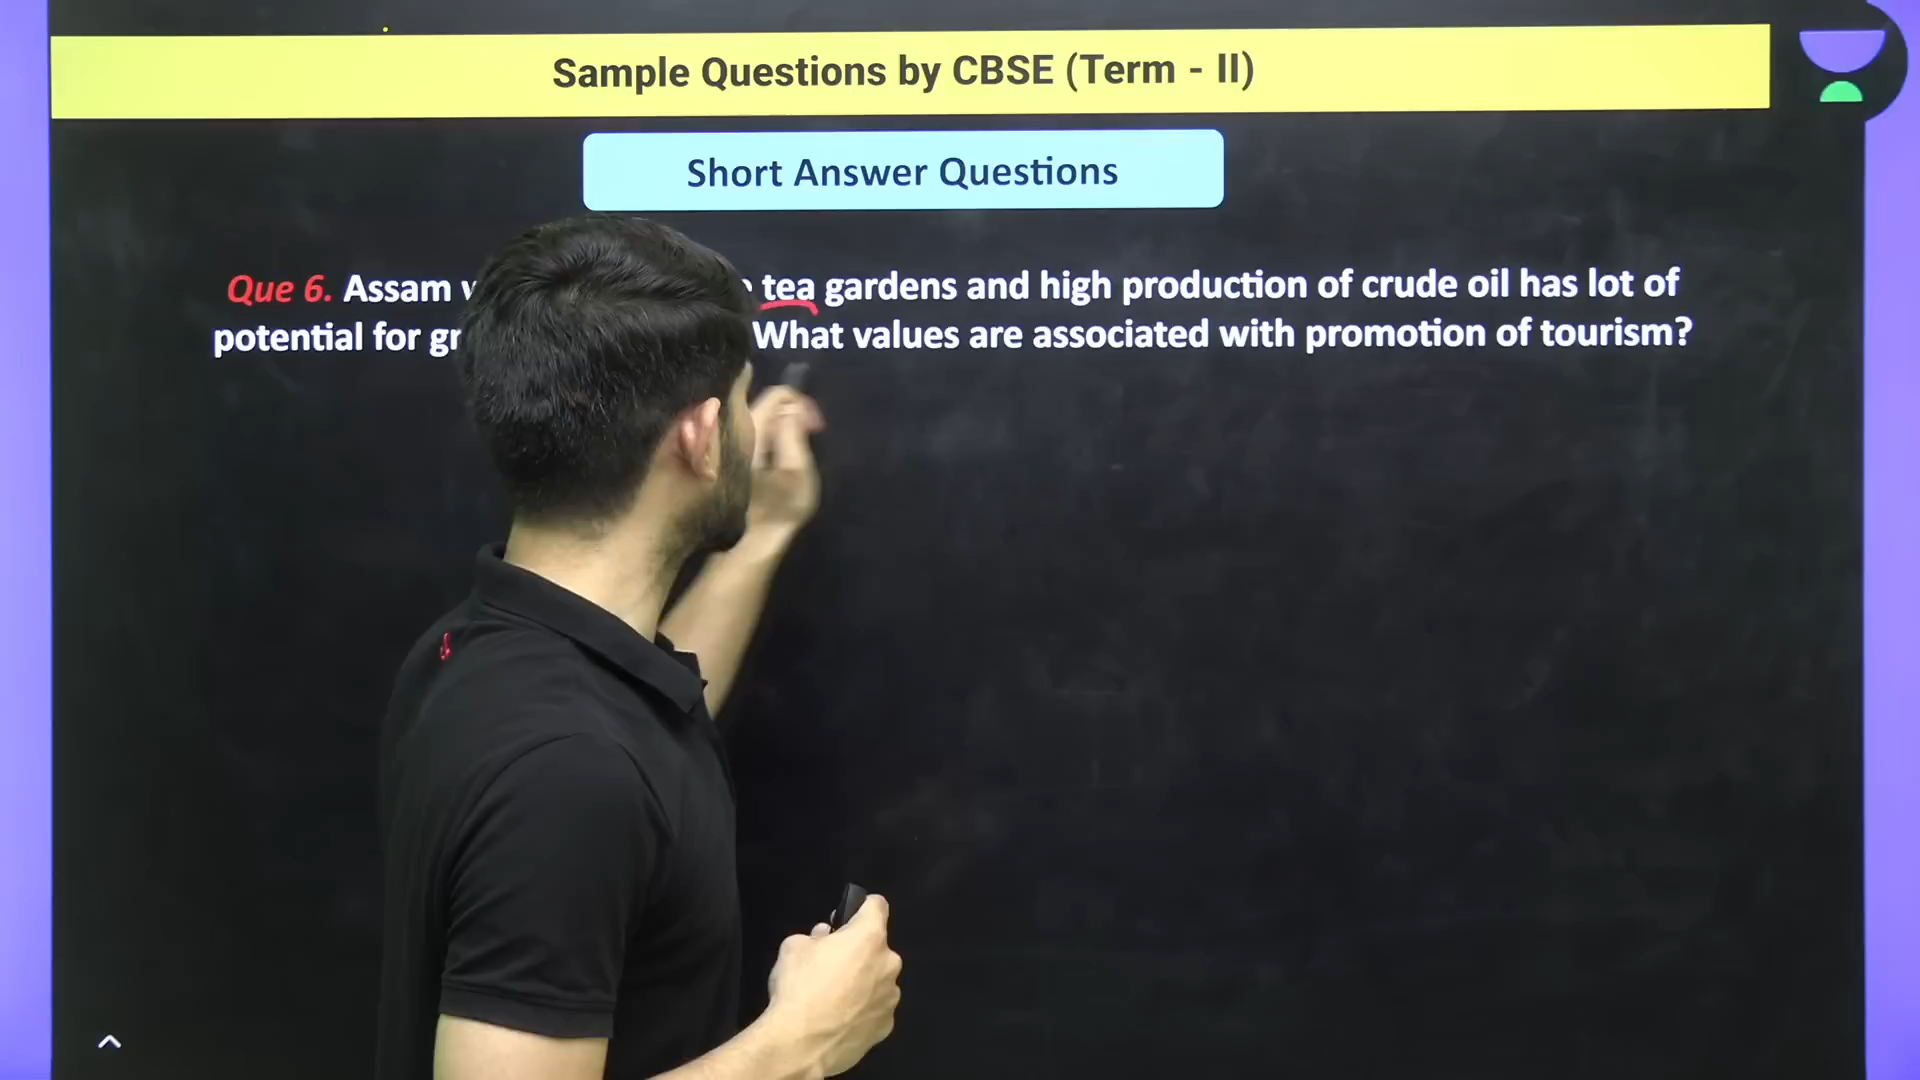 Sample Questions by CBSE (Term - II)
Short Answer Questions
Que 6. Assam tea gardens and high production of crude oil has lot of
potential for What values are associated with promotion of tourism?